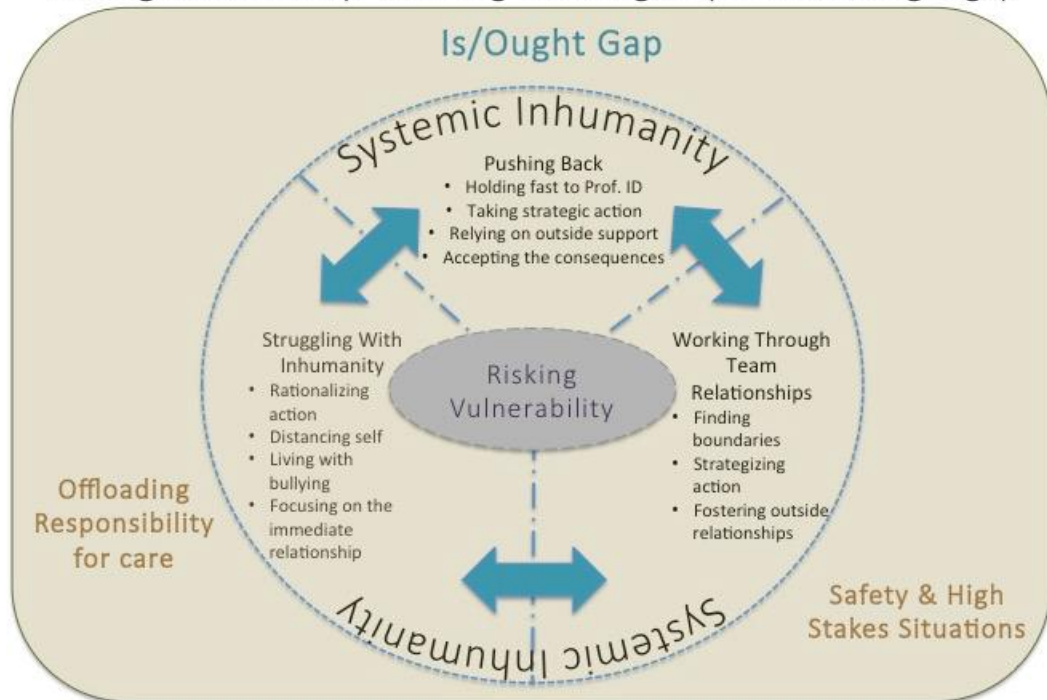 Is/Ought Gap
Systemic Inhumanity
Pushing Back
• Holding fast to Prof. ID
• Taking strategic action
• Relying on outside support
• Accepting the consequences
Struggling With
Inhumanity
• Rationalizing
action
• Distancing self
• Living with
bullying
• Focusing on the
immediate
relationship
Risking
Vulnerability
Working Through
Team
Relationships
• Finding
boundaries
• Strategizing
action
• Fostering outside
relationships
Offloading
Responsibility
for care
Safety & High
Stakes Situations
Systemic Inhumanity